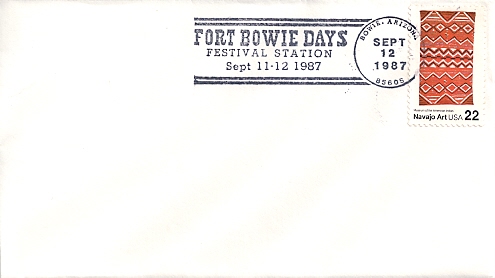 FORT BOWIE DAYS
FESTIVAL STATION
Sept 11-12 1987
BOWIE, ARIZONA
SEPT
12
1987
85605
Navajo Art USA 22